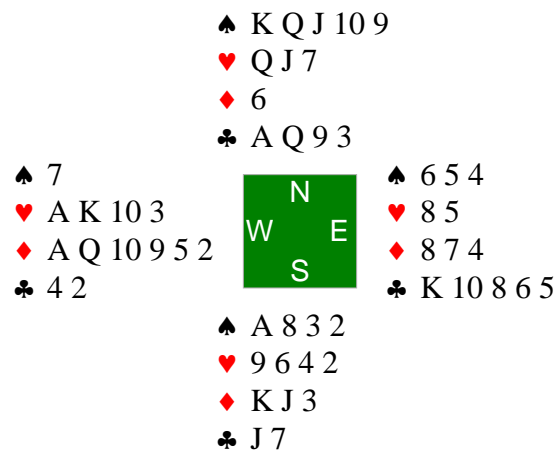 ♠ K Q J 10 9
♥ Q J 7
♦ 6
♣ A Q 9 3
♠ 7
♥ A K 10 3
♦ A Q 10 9 5 2
♣ 4 2
N
W E
S
♠ 6 5 4
♥ 8 5
♦ 8 7 4
♣ K 10 8 6 5
♠ A 8 3 2
♥ 9 6 4 2
♦ K J 3
♣ J 7